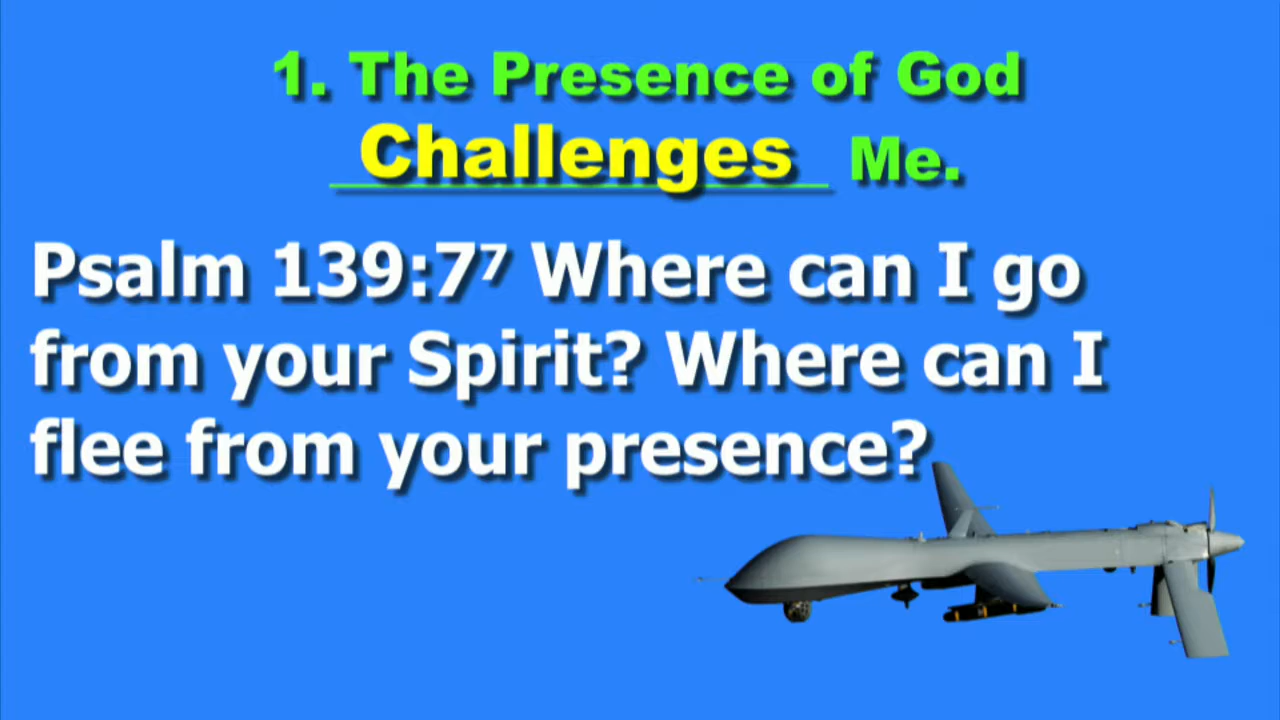 1. The Presence of God
Challenges Me.
Psalm 139:7⁷ Where can I go
from your Spirit? Where can I
flee from your presence?